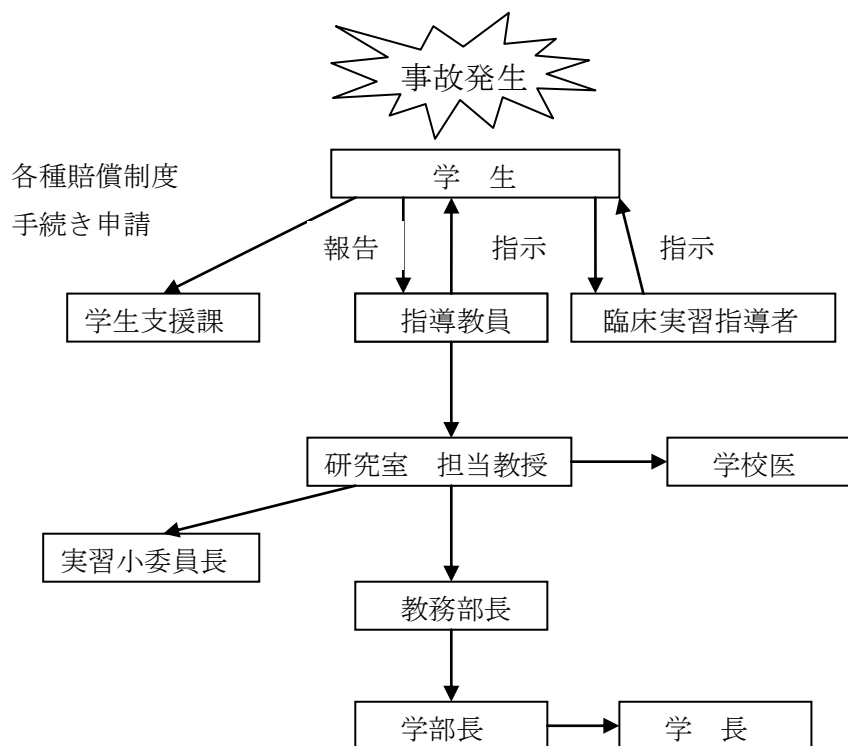 事故発生
各種賠償制度
手続き申請
学　生
報告
指示
指示
学生支援課
指導教員
臨床実習指導者
研究室　担当教授
学校医
実習小委員長
教務部長
学部長
学　長